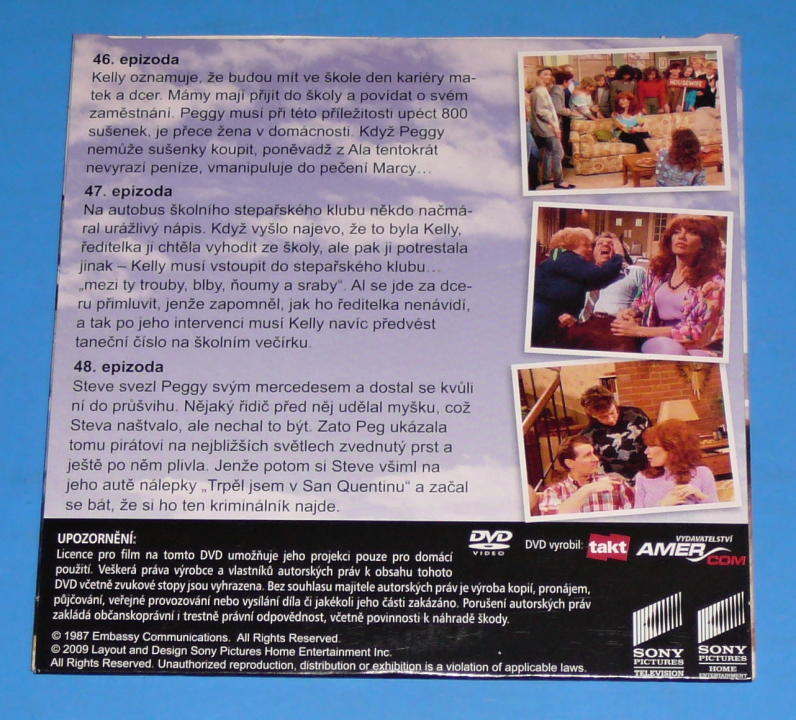 46. epizoda
Kelly oznamuje, že budou mít ve škole den kariéry ma-
tek a dcer. Mámy mají přijít do školy a povídat o svém
zaměstnání. Peggy musí při této příležitosti upéct 800
sušenek, je přece žena v domácnosti. Když Peggy
nemůže sušenky koupit, poněvadž z Ala tentokrát
nevyrazí peníze, vmanipuluje do pečení Marcy...
HOUSEWIFE
47. epizoda
Na autobus školního stepařského klubu někdo načmá-
ral urážlivý nápis. Když vyšlo najevo, že to byla Kelly,
ředitelka ji chtěla vyhodit ze školy, ale pak ji potrestala
jinak – Kelly musí vstoupit do stepařského klubu...
„mezi ty trouby, blby, ňoumy a sraby“. Al se jde za dce-
ru přimluvit, jenže zapomněl, jak ho ředitelka nenávidí,
a tak po jeho intervenci musí Kelly navíc předvést
taneční číslo na školním večírku.
48. epizoda
Steve svezl Peggy svým mercedesem a dostal se kvůli
ní do průšvihu. Nějaký řidič před něj udělal myšku, což
Steva naštvalo, ale nechal to být. Zato Peg ukázala
tomu pirátovi na nejbližších světlech zvednutý prst a
ještě po něm plivla. Jenže potom si Steve všiml na
jeho autě nálepky „Trpěl jsem v San Quentinu“ a začal
se bát, že si ho ten kriminálník najde.
UPOZORNĚNÍ:
Licence pro film na tomto DVD umožňuje jeho projekci pouze pro domácí
použití. Veškerá práva výrobce a vlastníků autorských práv k obsahu tohoto
DVD včetně zvukové stopy jsou vyhrazena. Bez souhlasu majitele autorských práv je výroba kopií, pronájem,
půjčování, veřejné provozování nebo vysílání díla či jakékoli jeho části zakázáno. Porušení autorských práv
zakládá občanskoprávní i trestně právní odpovědnost, včetně povinnosti k náhradě škody.
DVD
VIDEO
DVD vyrobil: takt
VYDAVATELSTVÍ
AMERCOM
© 1987 Embassy Communications. All Rights Reserved.
© 2009 Layout and Design Sony Pictures Home Entertainment Inc.
All Rights Reserved. Unauthorized reproduction, distribution or exhibition is a violation of applicable laws.
SONY
PICTURES
TELEVISION
SONY
PICTURES
HOME
ENTERTAINMENT